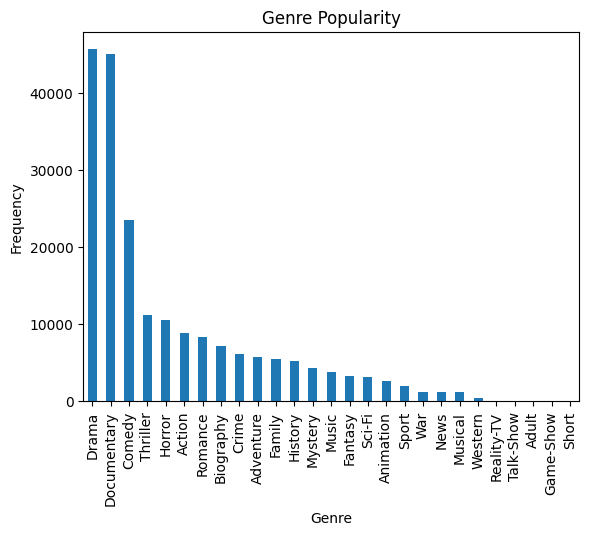 Genre Popularity
Frequency
40000
30000
20000
10000
0
Drama
Documentary
Comedy
Thriller
Horror
Action
Romance
Biography
Crime
Adventure
Family
History
Mystery
Music
Fantasy
Sci-Fi
Animation
Sport
War
News
Musical
Western
Reality-TV
Talk-Show
Adult
Game-Show
Short
Genre